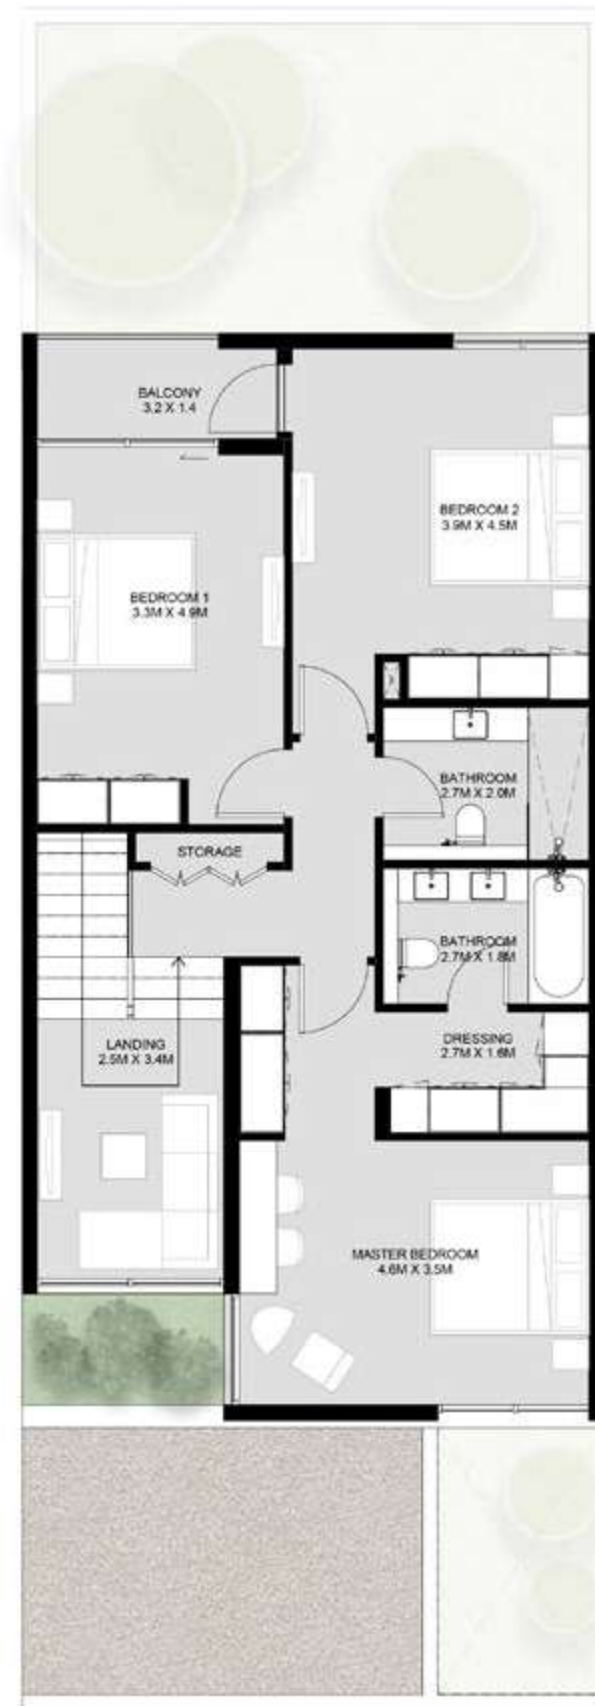 BALCONY
3.2 X 1.4
BEDROOM 2
3.9M X 4.5M
BEDROOM 1
3.3M X 4.9M
BATHROOM
2.7M X 2.0M
STORAGE
BATHROOM
2.7M X 1.8M
LANDING
2.5M X 3.4M
DRESSING
2.7M X 1.6M
MASTER BEDROOM
4.6M X 3.5M